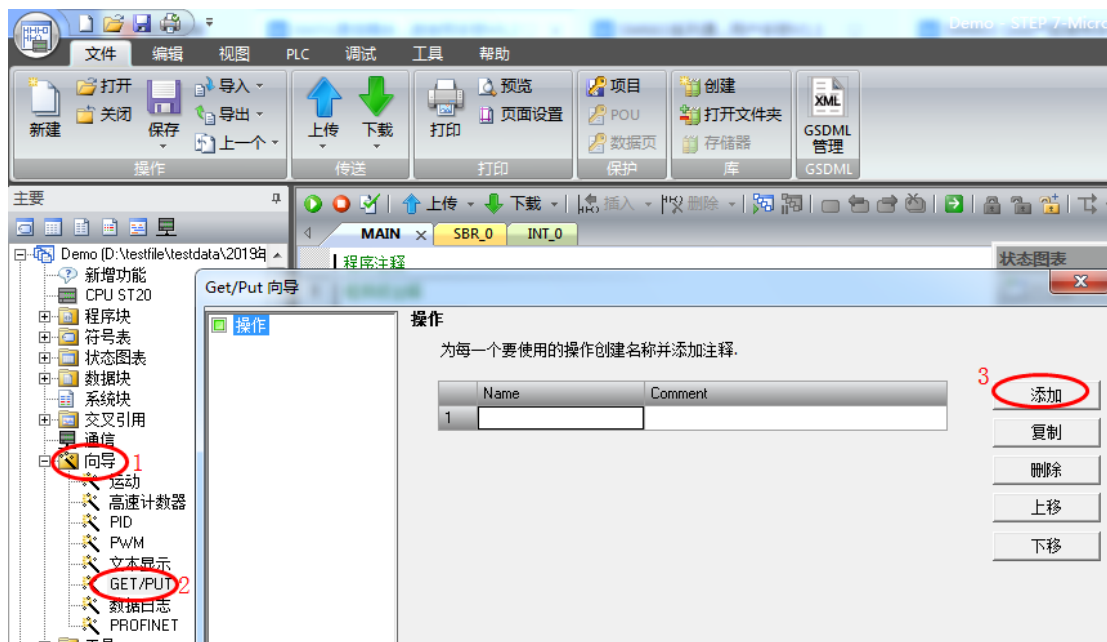 Demo - STEP 7-Micro
文件 编辑 视图 PLC 调试 工具 帮助
新建 打开 关闭 保存 导入 导出 上一个 上传 下载 打印 预览 页面设置 项目 POU 数据页 创建 打开文件夹 存储器 XML GSDML 管理
操作 传送 打印 保护 库 GSDML
主要
上传 下载 插入 删除
MAIN SBR_0 INT_0
程序注释
状态图表
Demo (D:\testfile\testdata\2019年
新增功能
CPU ST20
程序块
符号表
状态图表
数据块
系统块
交叉引用
通信
向导 1
运动
高速计数器
PID
PWM
文本显示
GET/PUT 2
数据日志
PROFINET
Get/Put 向导
操作
操作
为每一个要使用的操作创建名称并添加注释.
Name Comment
1
3
添加
复制
删除
上移
下移